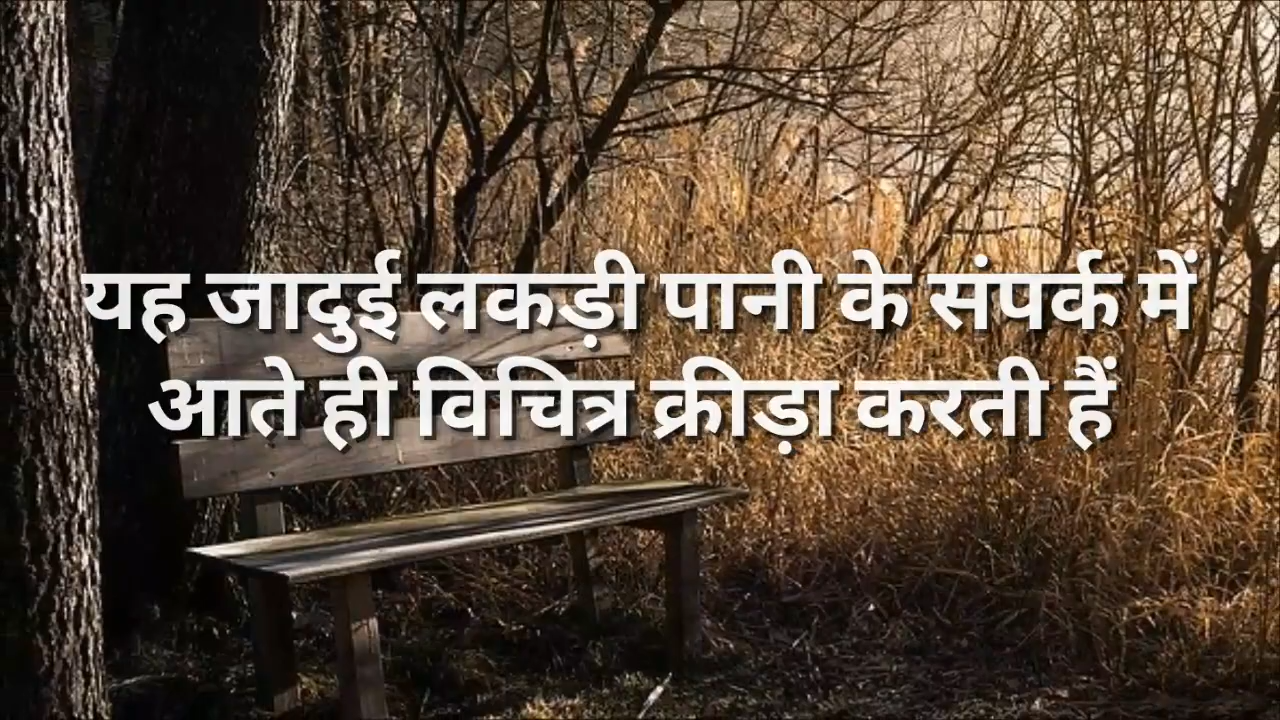 यह जादुई लकड़ी पानी के संपर्क में
आते ही विचित्र क्रीड़ा करती हैं